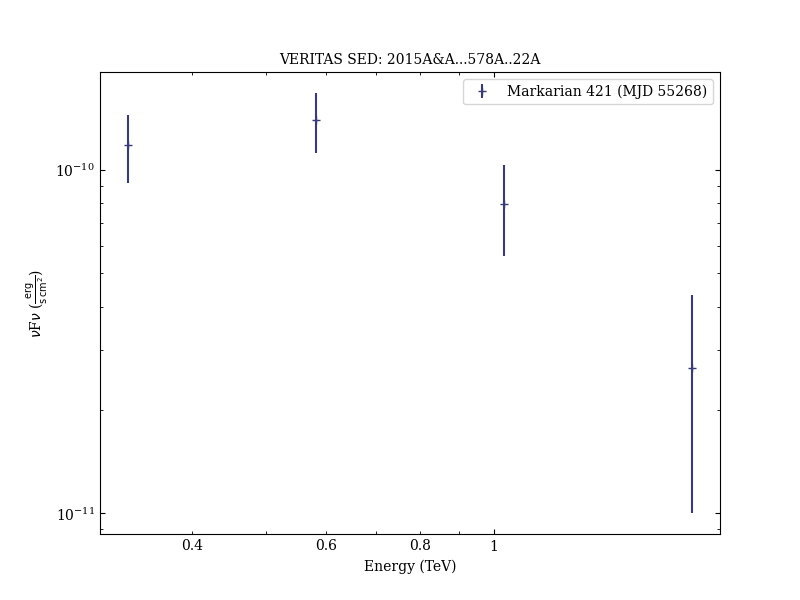 VERITAS SED: 2015A&A...578A..22A
Markarian 421 (MJD 55268)
10⁻¹⁰
10⁻¹¹
νFν (erg / s cm²)
0.4 0.6 0.8 1
Energy (TeV)